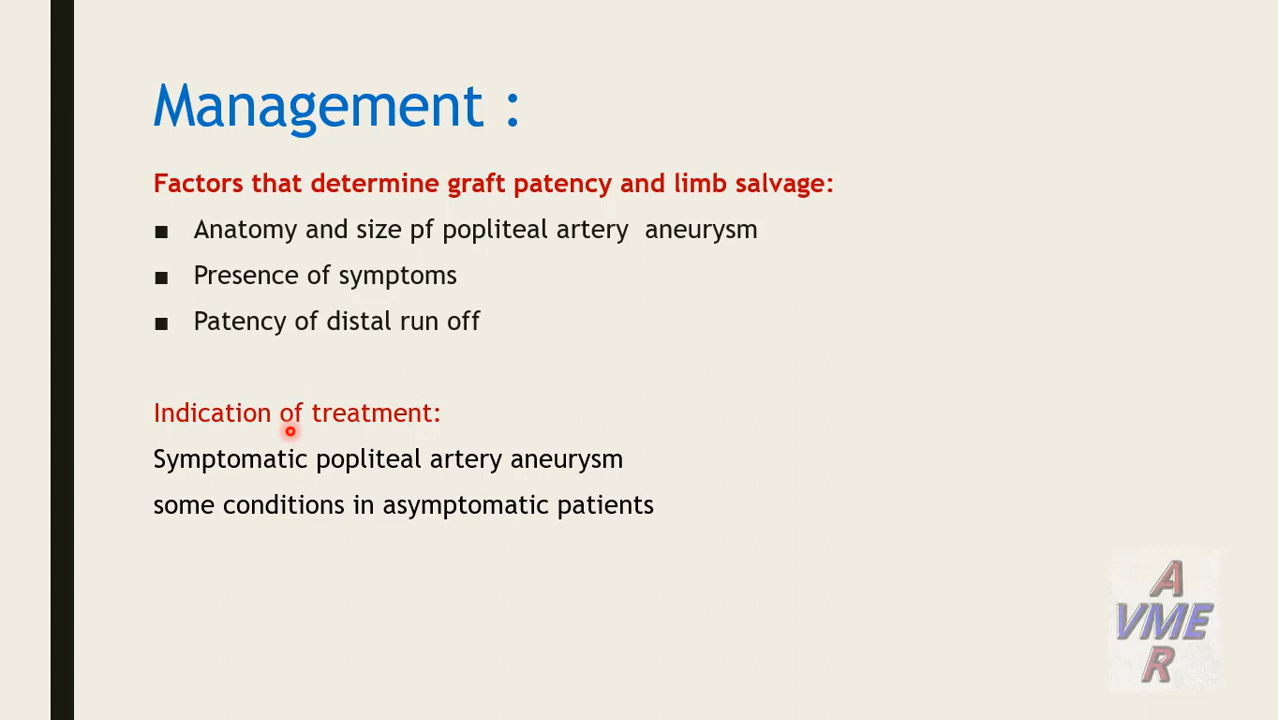 Management :
Factors that determine graft patency and limb salvage:
▪ Anatomy and size pf popliteal artery aneurysm
▪ Presence of symptoms
▪ Patency of distal run off
Indication of treatment:
Symptomatic popliteal artery aneurysm
some conditions in asymptomatic patients
A
VMER
R